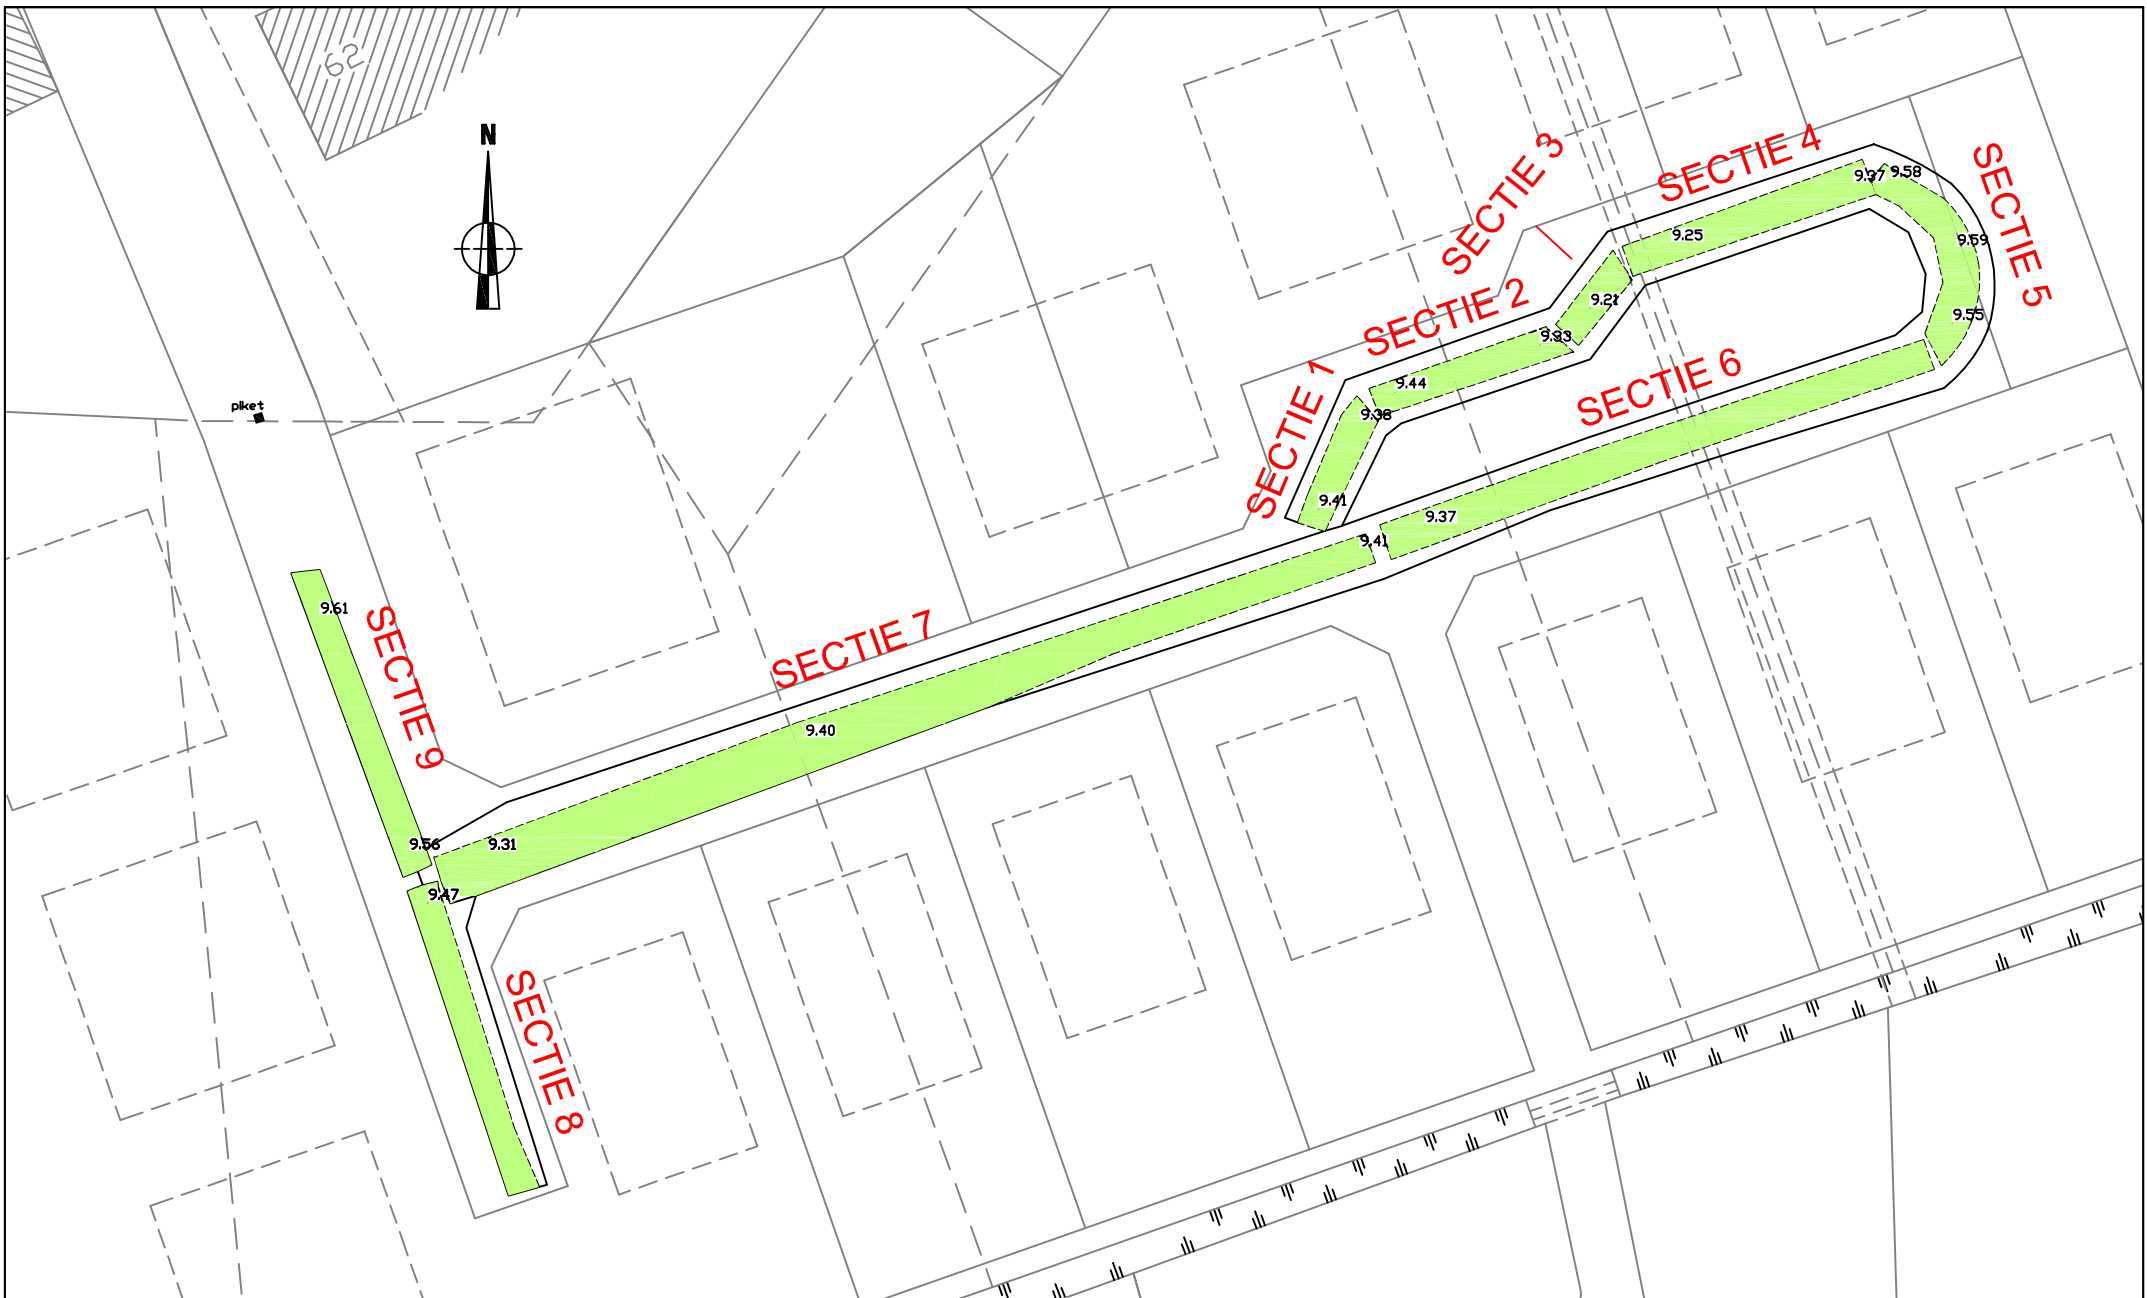 62
N
piket
SECTIE 3
SECTIE 4
9.37
9.58
SECTIE 5
9.25
9.59
9.21
9.55
SECTIE 2
9.33
SECTIE 6
9.44
9.38
SECTIE 1
9.41
9.37
9.41
SECTIE 7
9.61
SECTIE 9
9.40
9.56
9.31
9.47
SECTIE 8